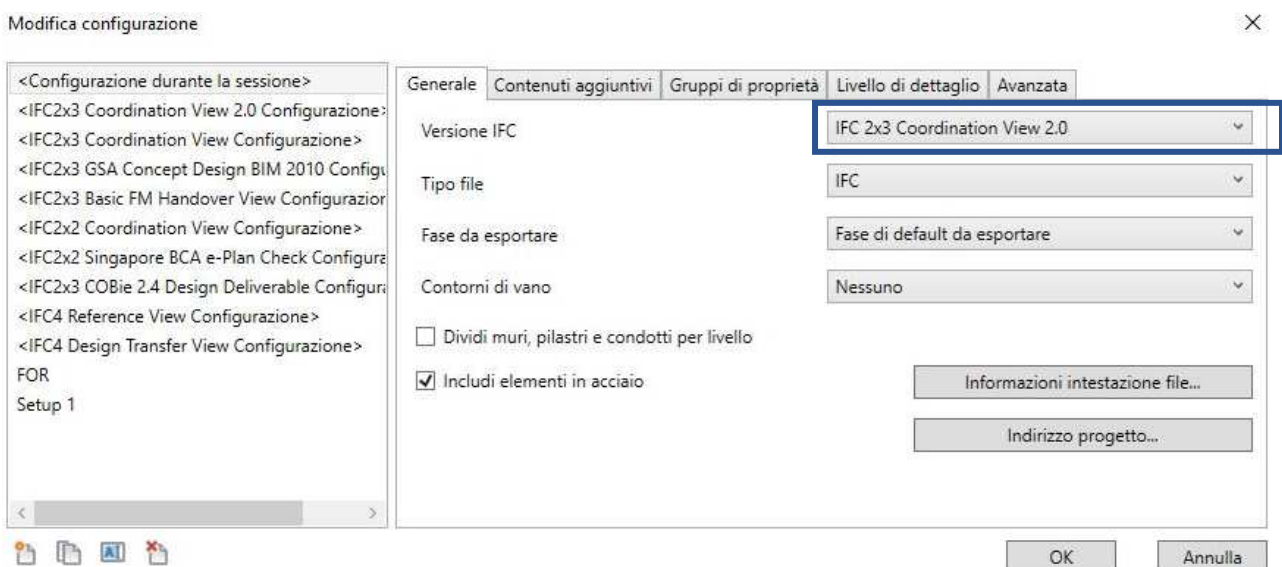 Modifica configurazione
<Configurazione durante la sessione>
<IFC2x3 Coordination View 2.0 Configurazione>
<IFC2x3 Coordination View Configurazione>
<IFC2x3 GSA Concept Design BIM 2010 Configu
<IFC2x3 Basic FM Handover View Configurazion
<IFC2x2 Coordination View Configurazione>
<IFC2x2 Singapore BCA e-Plan Check Configura
<IFC2x3 COBie 2.4 Design Deliverable Configura
<IFC4 Reference View Configurazione>
<IFC4 Design Transfer View Configurazione>
FOR
Setup 1
Generale Contenuti aggiuntivi Gruppi di proprietà Livello di dettaglio Avanzata
Versione IFC IFC 2x3 Coordination View 2.0
Tipo file IFC
Fase da esportare Fase di default da esportare
Contorni di vano Nessuno
Dividi muri, pilastri e condotti per livello
Includi elementi in acciaio
Informazioni intestazione file...
Indirizzo progetto...
OK Annulla